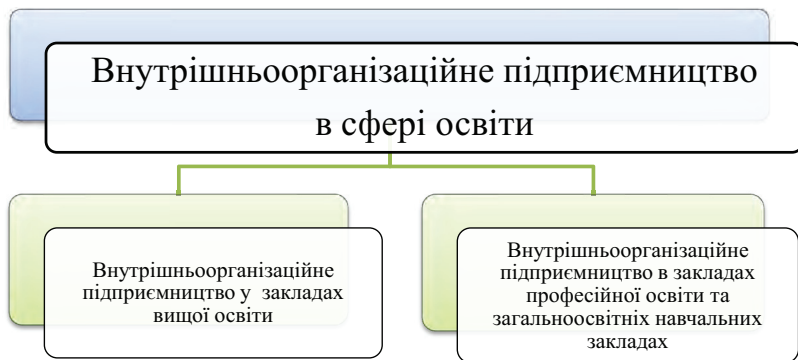 Внутрішньоорганізаційне підприємництво
в сфері освіти
Внутрішньоорганізаційне
підприємництво у закладах
вищої освіти
Внутрішньоорганізаційне
підприємництво в закладах
професійної освіти та
загальноосвітніх навчальних
закладах